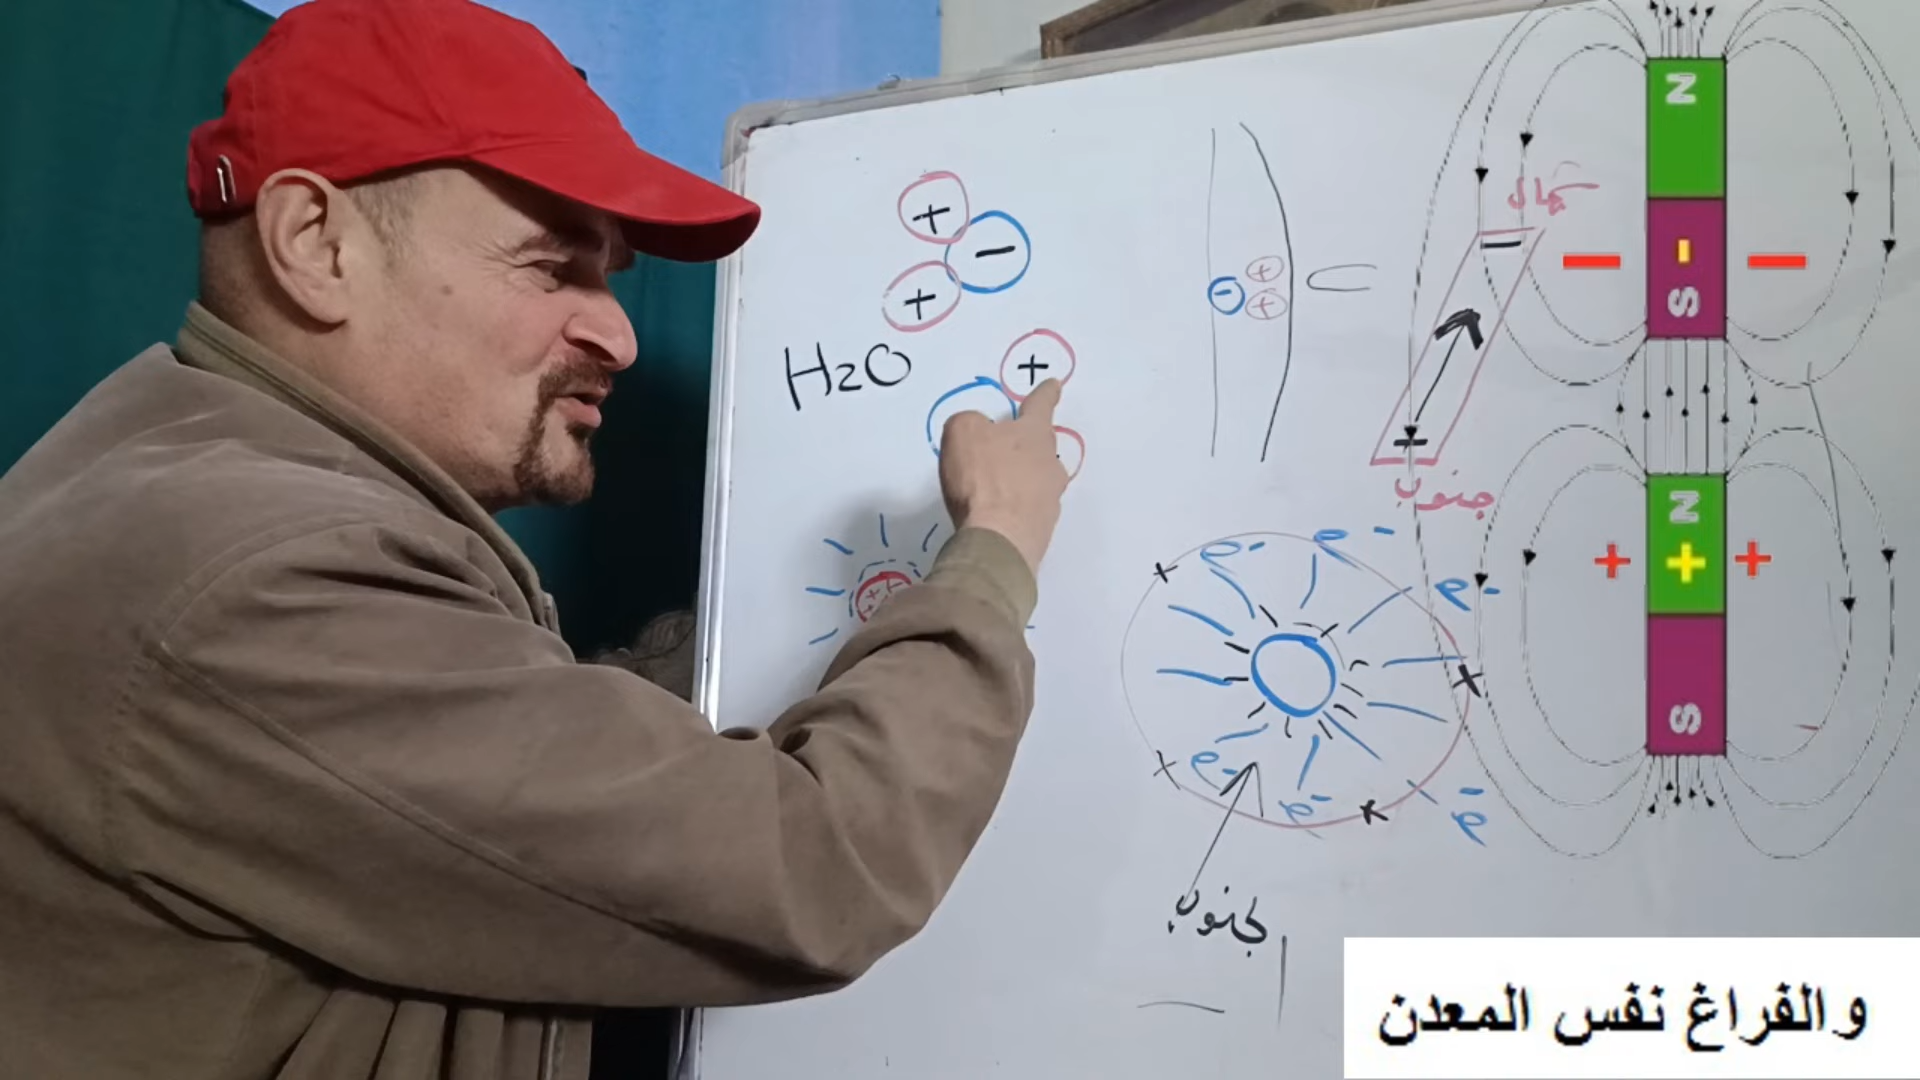 +
-
+
H2O
+
-
+
+
شمال
-
+
جنوب
N
-
S
N
+
S
+
+
e-
e-
e-
e-
e-
e-
الجنوب
والفراغ نفس المعدن